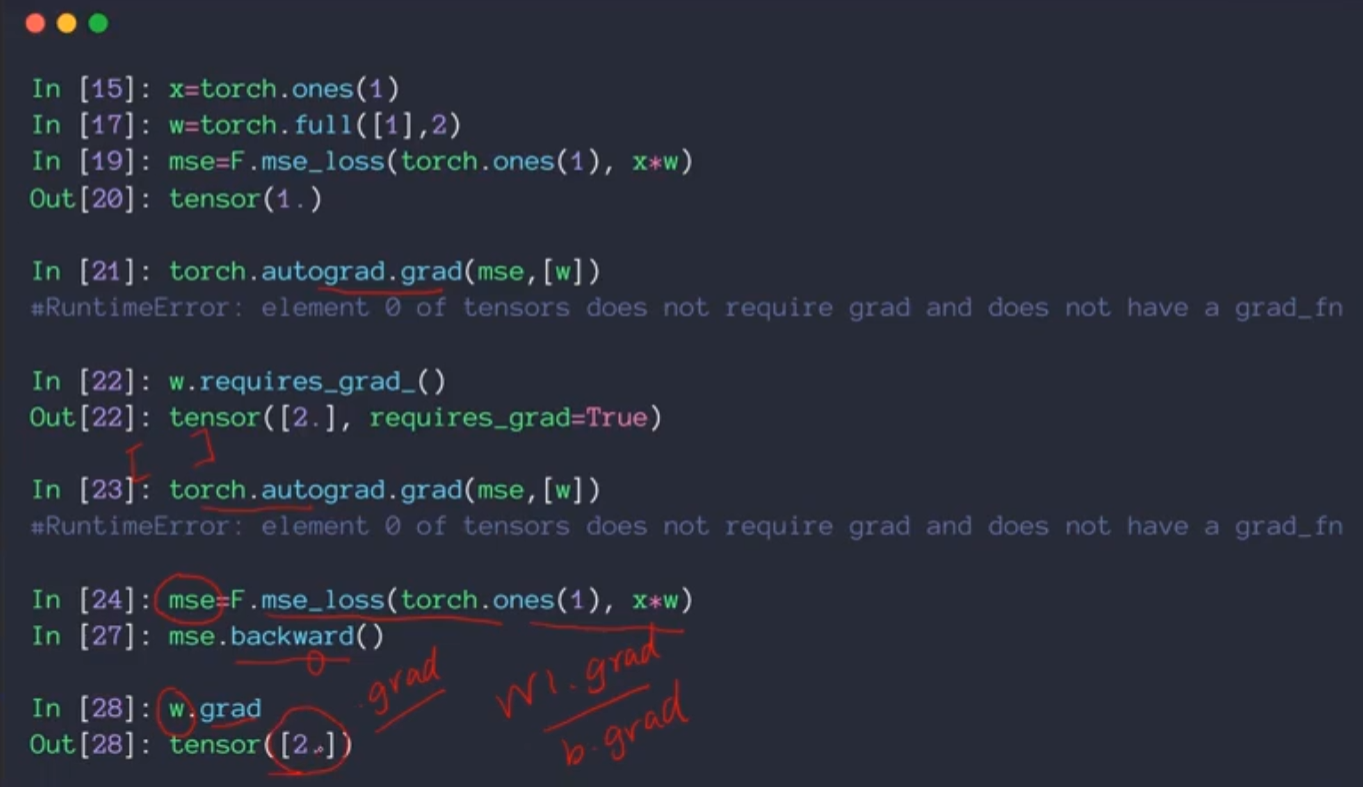 In [15]: x=torch.ones(1)
In [17]: w=torch.full([1],2)
In [19]: mse=F.mse_loss(torch.ones(1), x*w)
Out[20]: tensor(1.)
In [21]: torch.autograd.grad(mse,[w])
#RuntimeError: element 0 of tensors does not require grad and does not have a grad_fn
In [22]: w.requires_grad_()
Out[22]: tensor([2.], requires_grad=True)
[ ]
In [23]: torch.autograd.grad(mse,[w])
#RuntimeError: element 0 of tensors does not require grad and does not have a grad_fn
In [24]: mse=F.mse_loss(torch.ones(1), x*w)
In [27]: mse.backward()
.grad
w1.grad
b.grad
In [28]: w.grad
Out[28]: tensor([2.])